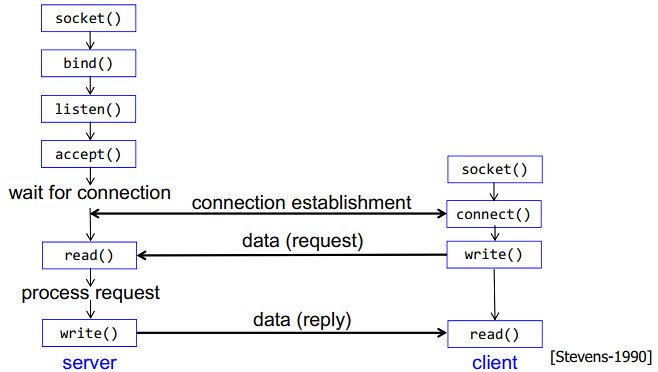 socket()
bind()
listen()
accept()
wait for connection
socket()
connection establishment
connect()
data (request)
read()
write()
process request
data (reply)
write()
read()
server
client
[Stevens-1990]